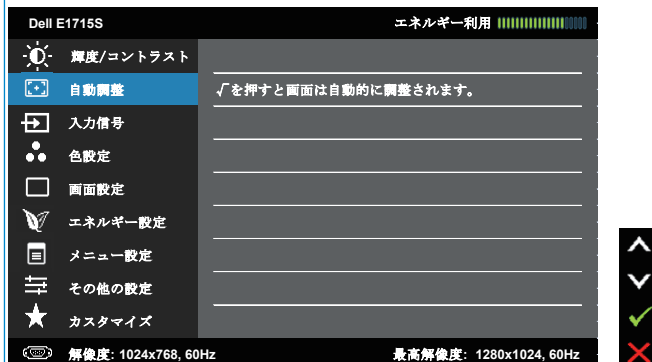 Dell E1715S エネルギー利用
輝度/コントラスト
自動調整 √を押すと画面は自動的に調整されます。
入力信号
色設定
画面設定
エネルギー設定
メニュー設定
その他の設定
カスタマイズ
解像度: 1024x768, 60Hz 最高解像度: 1280x1024, 60Hz